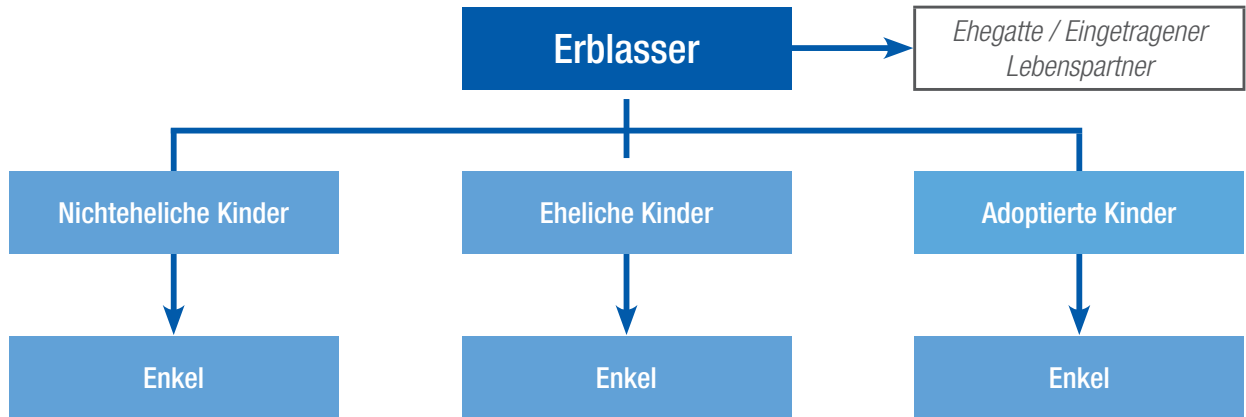 Erblasser
Ehegatte / Eingetragener
Lebenspartner
Nichteheliche Kinder
Eheliche Kinder
Adoptierte Kinder
Enkel
Enkel
Enkel